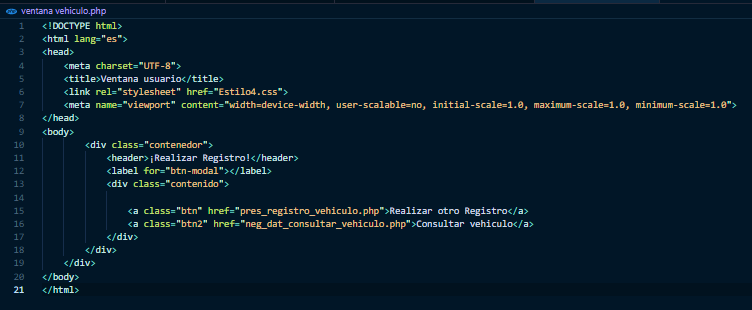 ventana vehiculo.php
1 <!DOCTYPE html>
2 <html lang="es">
3 <head>
4 <meta charset="UTF-8">
5 <title>Ventana usuario</title>
6 <link rel="stylesheet" href="Estilo4.css">
7 <meta name="viewport" content="width=device-width, user-scalable=no, initial-scale=1.0, maximum-scale=1.0, minimum-scale=1.0">
8 </head>
9 <body>
10 <div class="contenedor">
11 <header>¡Realizar Registro!</header>
12 <label for="btn-modal"></label>
13 <div class="contenido">
14
15 <a class="btn" href="pres_registro_vehiculo.php">Realizar otro Registro</a>
16 <a class="btn2" href="neg_dat_consultar_vehiculo.php">Consultar vehiculo</a>
17 </div>
18 </div>
19 </div>
20 </body>
21 </html>